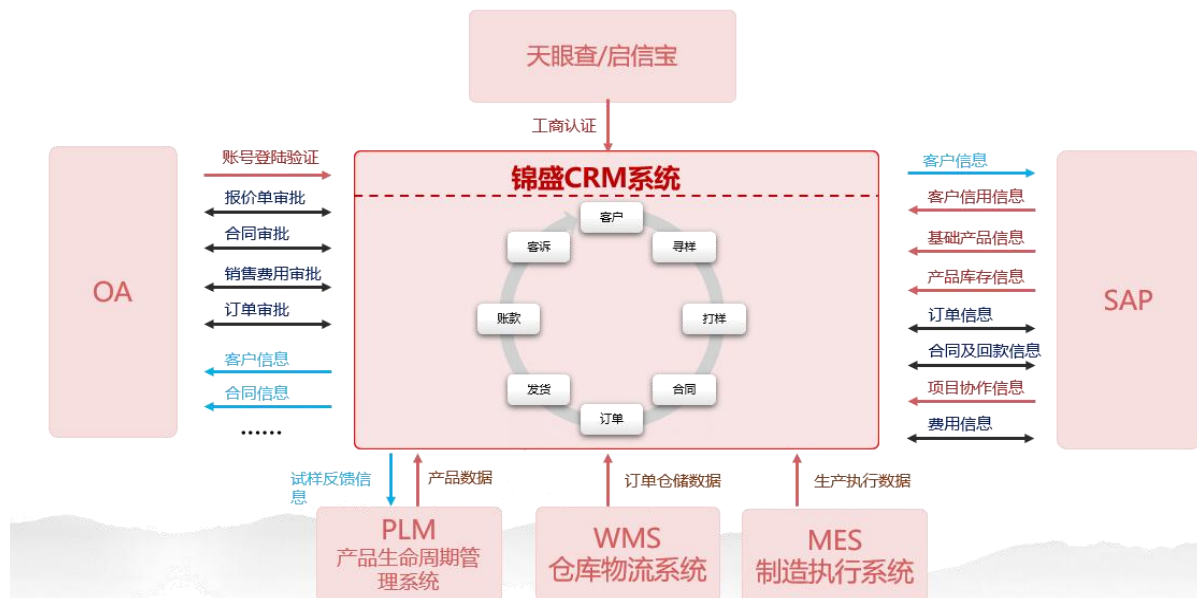 天眼查/启信宝
工商认证
OA
账号登陆验证
报价单审批
合同审批
销售费用审批
订单审批
客户信息
合同信息
......
锦盛CRM系统
客户
寻样
打样
合同
订单
发货
账款
客诉
客户信息
客户信用信息
基础产品信息
产品库存信息
订单信息
合同及回款信息
项目协作信息
费用信息
SAP
试样反馈信
息
产品数据
订单仓储数据
生产执行数据
PLM
产品生命周期管
理系统
WMS
仓库物流系统
MES
制造执行系统